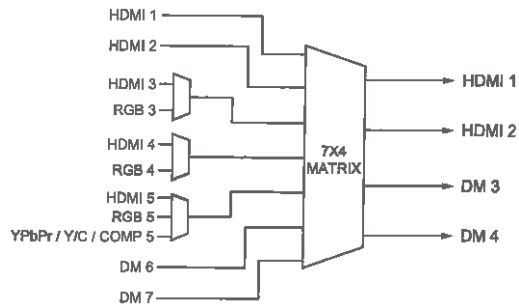 HDMI 1
HDMI 2
HDMI 3
RGB 3
HDMI 4
RGB 4
HDMI 5
RGB 5
YPbPr / Y/C / COMP 5
DM 6
DM 7
7X4
MATRIX
HDMI 1
HDMI 2
DM 3
DM 4